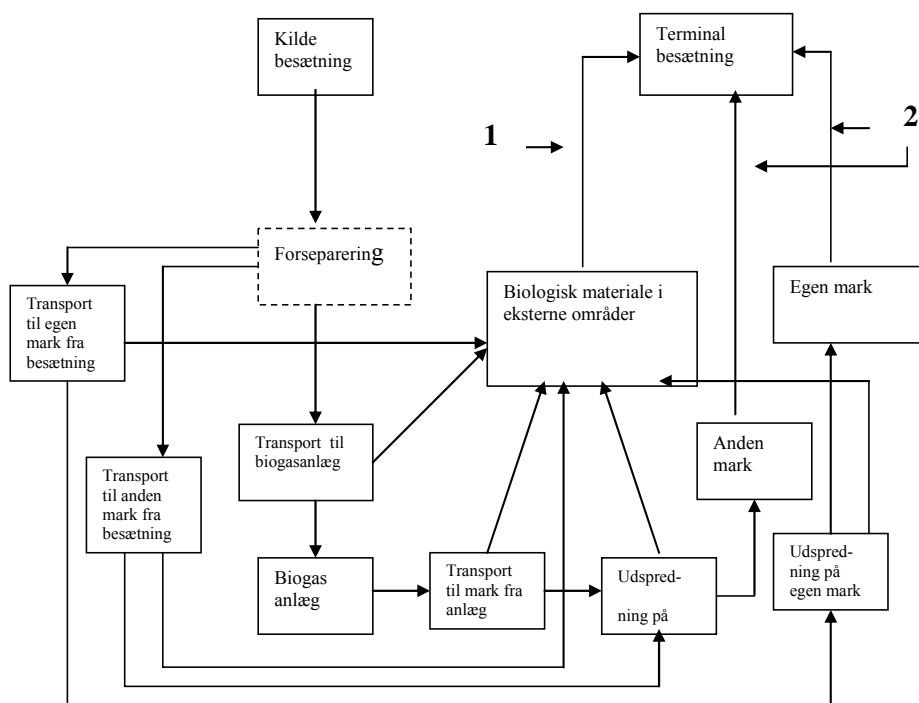 Kilde
besætning
Terminal
besætning
1
2
Forseparering
Transport
til egen
mark fra
besætning
Biologisk materiale i
eksterne områder
Egen mark
Transport til
biogasanlæg
Anden
mark
Transport
til anden
mark fra
besætning
Biogas
anlæg
Transport
til mark fra
anlæg
Udspred-
ning på
Udspred-
ning på
egen mark